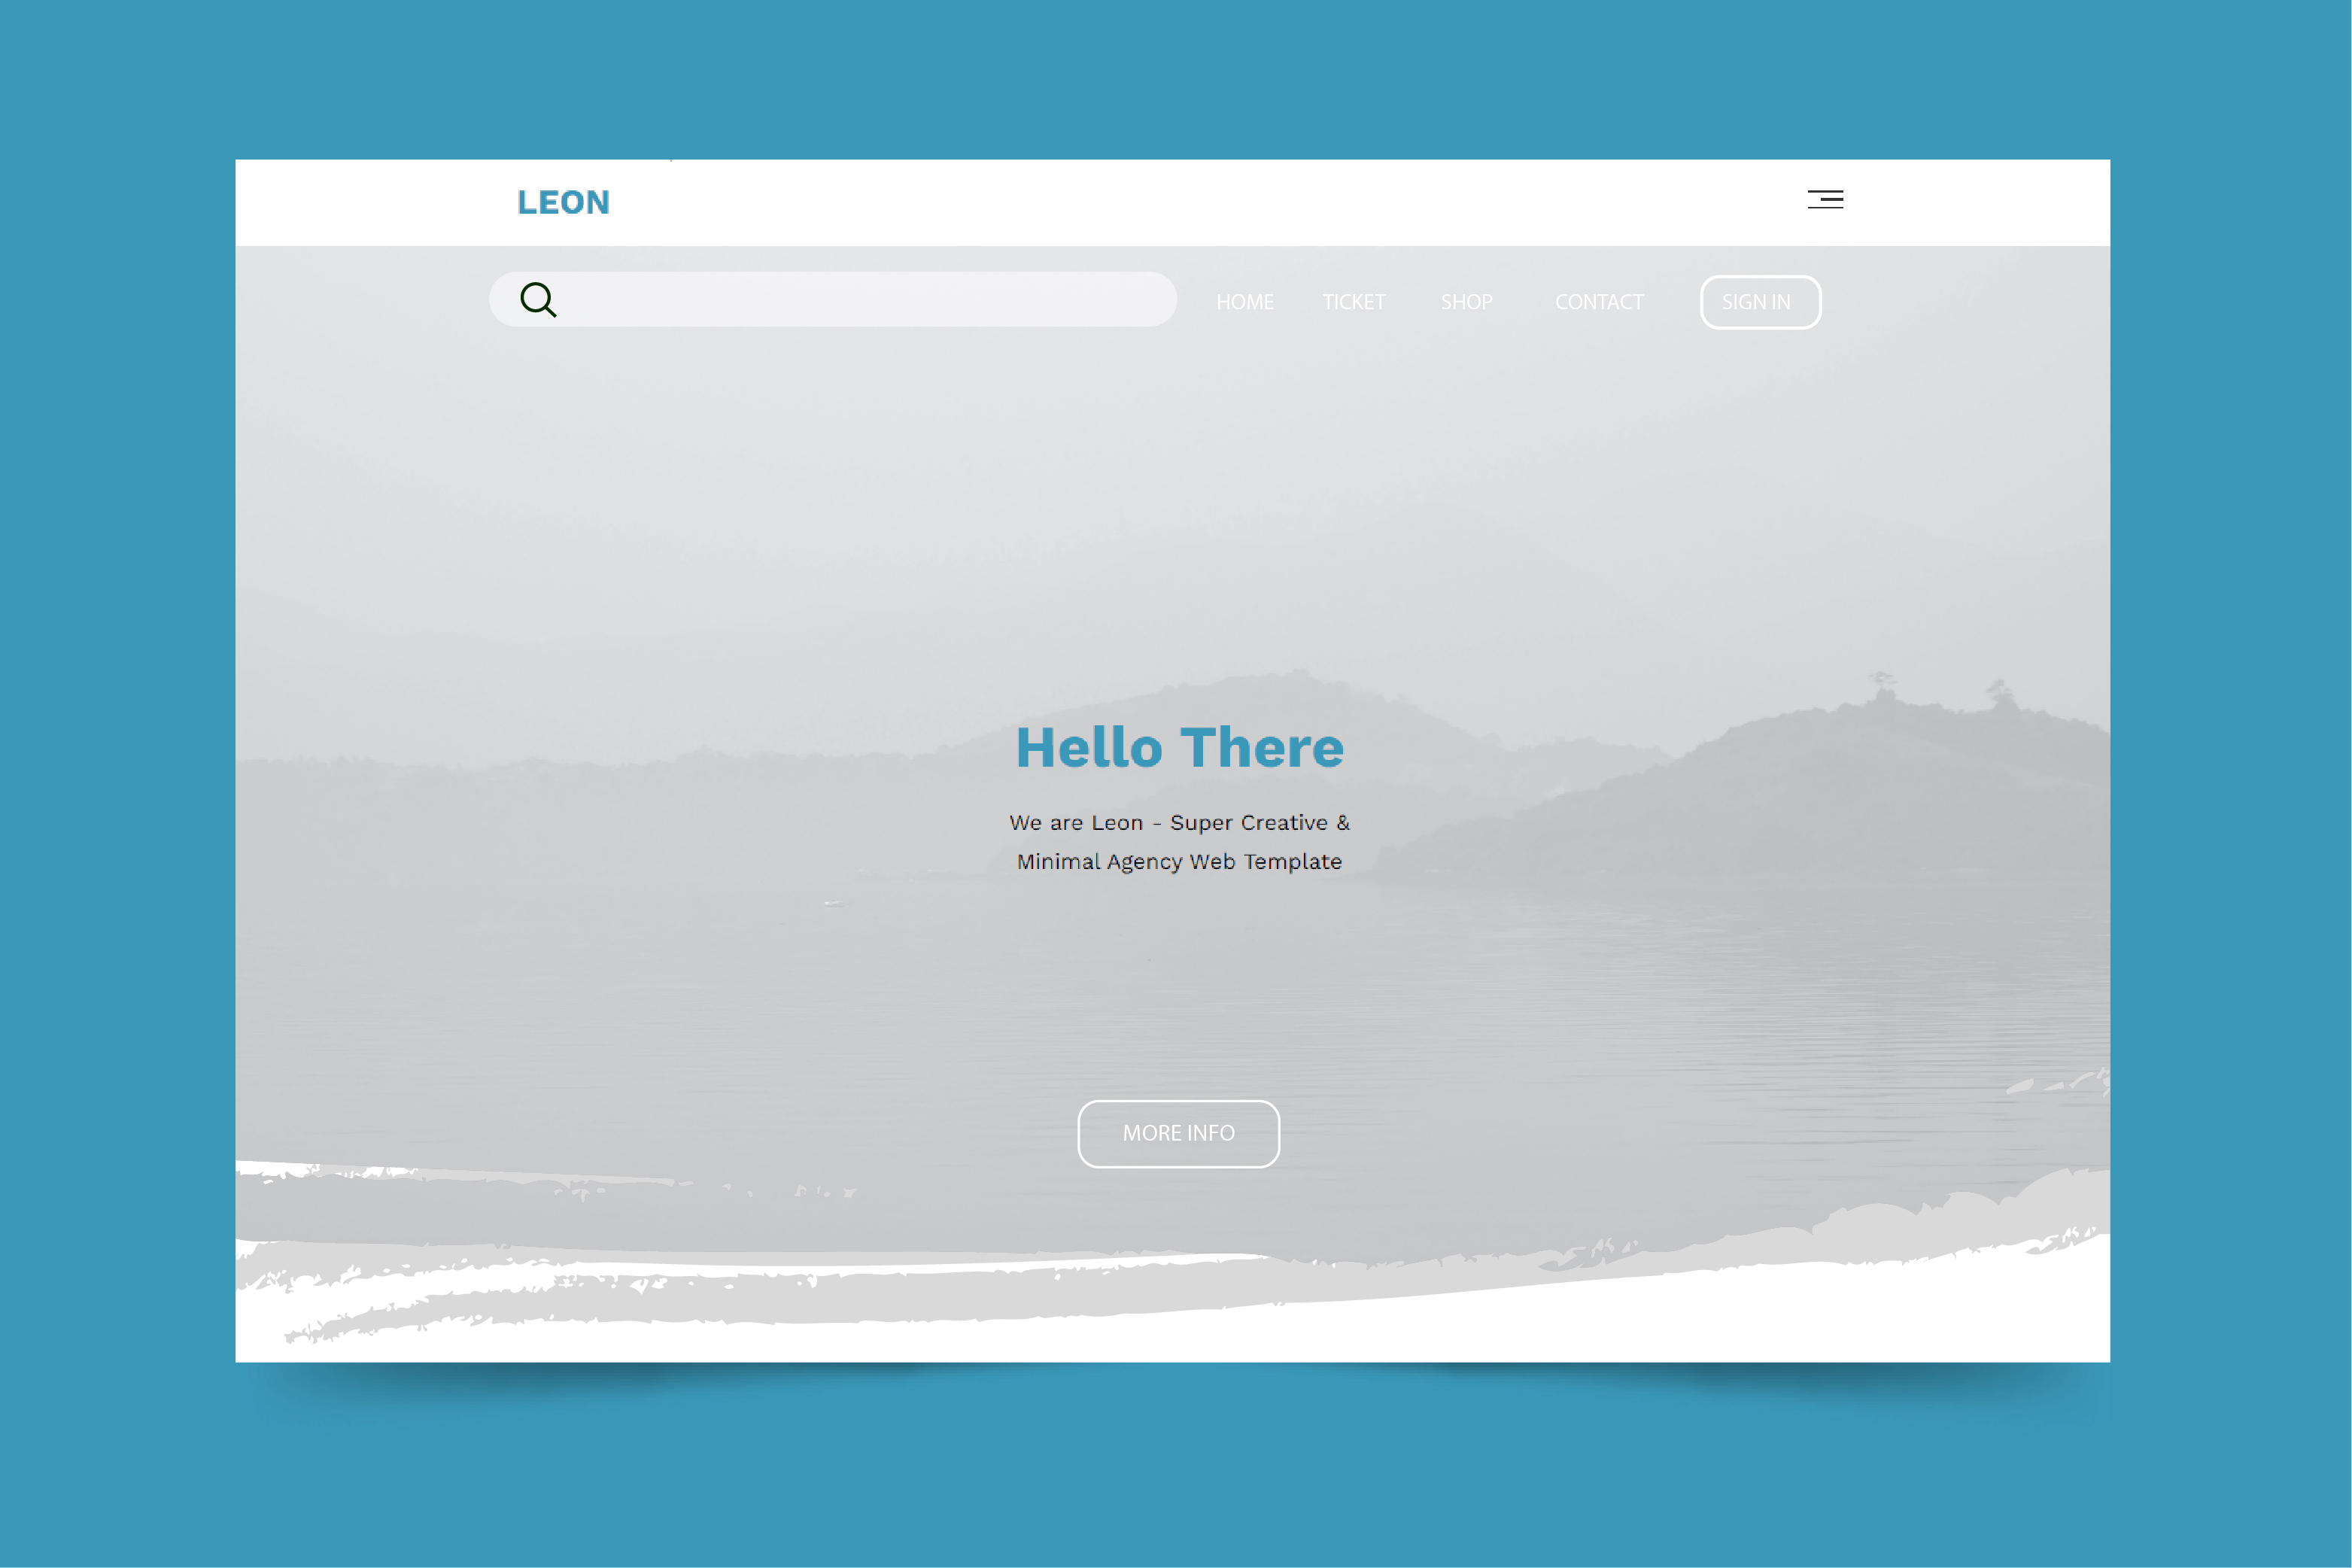 LEON
HOME TICKET SHOP CONTACT SIGN IN
Hello There
We are Leon - Super Creative &
Minimal Agency Web Template
MORE INFO